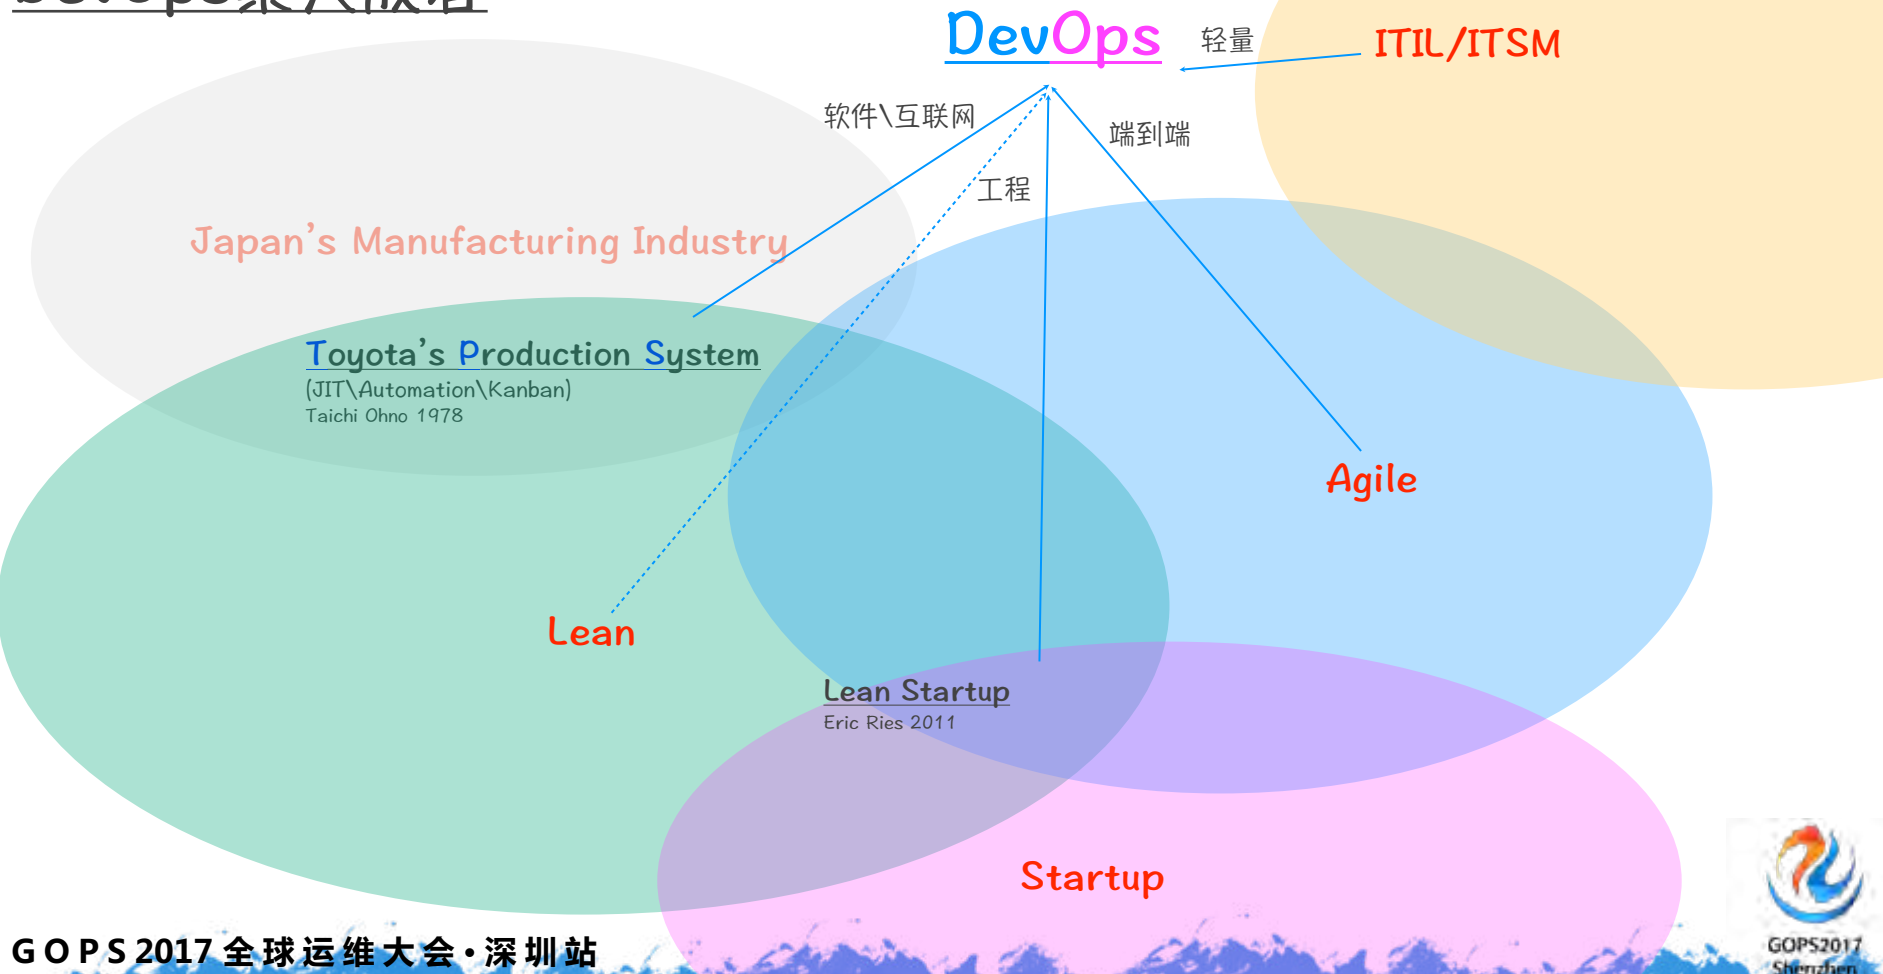 DevOps
轻量
ITIL/ITSM
软件\互联网
端到端
工程
Japan's Manufacturing Industry
Toyota's Production System
(JIT\Automation\Kanban)
Taichi Ohno 1978
Agile
Lean
Lean Startup
Eric Ries 2011
Startup
GOPS2017全球运维大会·深圳站
GOPS2017
Shenzhen